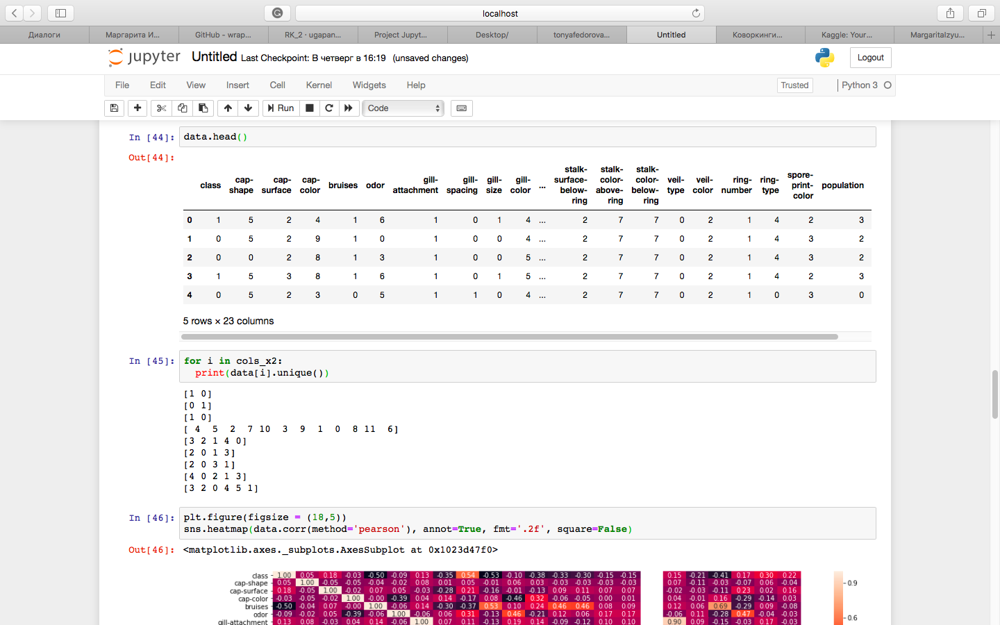 localhost
Диалоги
Маргарита И...
GitHub - wrap...
RK_2 · ugapan...
Project Jupyt...
Desktop/
tonyafedorova...
Untitled
Коворкинги...
Kaggle: Your...
MargaritaIzyu...
jupyter Untitled Last Checkpoint: В четверг в 16:19 (unsaved changes)
Logout
File Edit View Insert Cell Kernel Widgets Help
Trusted Python 3
Run Code
In [44]: data.head()
Out[44]:
class cap-shape cap-surface cap-color bruises odor gill-attachment gill-spacing gill-size gill-color ... stalk-surface-below-ring stalk-color-above-ring stalk-color-below-ring veil-type veil-color ring-number ring-type spore-print-color population
0 1 5 2 4 1 6 1 0 1 4 ... 2 7 7 0 2 1 4 2 3
1 0 5 2 9 1 0 1 0 0 4 ... 2 7 7 0 2 1 4 3 2
2 0 0 2 8 1 3 1 0 0 5 ... 2 7 7 0 2 1 4 3 2
3 1 5 3 8 1 6 1 0 1 5 ... 2 7 7 0 2 1 4 2 3
4 0 5 2 3 0 5 1 1 0 4 ... 2 7 7 0 2 1 0 3 0
5 rows × 23 columns
In [45]: for i in cols_x2:
print(data[i].unique())
[1 0]
[0 1]
[1 0]
[ 4 5 2 7 10 3 9 1 0 8 11 6]
[3 2 1 4 0]
[2 0 1 3]
[2 0 3 1]
[4 0 2 1 3]
[3 2 0 4 5 1]
In [46]: plt.figure(figsize = (18,5))
sns.heatmap(data.corr(method='pearson'), annot=True, fmt='.2f', square=False)
Out[46]: <matplotlib.axes._subplots.AxesSubplot at 0x1023d47f0>
class 1.00 0.05 0.18 -0.03 -0.50 -0.09 0.13 -0.35 0.54 -0.53 -0.10 -0.38 -0.33 -0.30 -0.15 -0.15 0.15 -0.21 -0.41 0.17 0.30 0.22
cap-shape 0.05 1.00 -0.05 -0.05 -0.04 -0.02 0.08 0.01 0.05 -0.01 0.06 0.03 -0.03 -0.03 -0.03 -0.03 0.07 -0.11 -0.03 -0.07 0.06 -0.04
cap-surface 0.18 -0.05 1.00 -0.02 0.07 0.05 -0.03 -0.28 0.21 -0.16 -0.01 -0.13 0.09 0.11 0.07 0.07 -0.02 -0.03 -0.11 0.23 0.02 0.16
cap-color -0.03 -0.05 -0.02 1.00 -0.00 -0.39 0.04 0.14 -0.17 0.08 -0.46 0.32 -0.06 -0.05 0.00 0.01 0.04 -0.01 0.16 -0.29 -0.14 0.03
bruises -0.50 -0.04 0.07 -0.00 1.00 -0.06 0.14 -0.30 -0.37 0.53 0.10 0.24 0.46 0.46 0.08 0.09 0.12 0.06 0.69 -0.29 0.09 -0.08
odor -0.09 -0.02 0.05 -0.39 -0.06 1.00 -0.06 0.06 0.31 -0.13 0.46 -0.21 0.12 0.06 0.17 0.17 -0.06 0.11 -0.28 0.47 -0.04 -0.03
gill-attachment 0.13 0.08 -0.03 0.04 0.14 -0.06 1.00 0.07 0.11 -0.13 0.19 0.14 -0.09 -0.12 0.10 0.10 0.90 0.09 -0.15 -0.03 0.17 -0.03
0.9
0.6